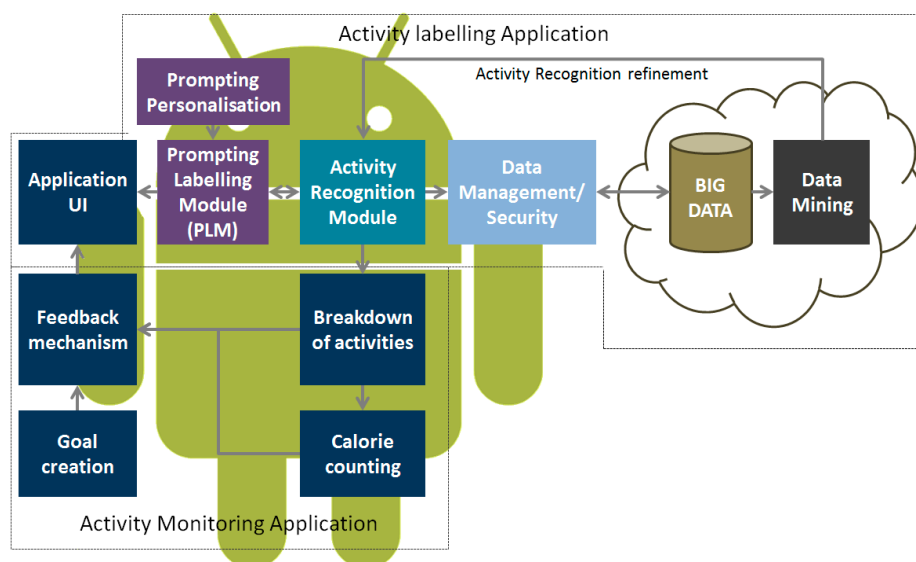 Activity labelling Application
Activity Recognition refinement
Prompting
Personalisation
Application
UI
Prompting
Labelling
Module
(PLM)
Activity
Recognition
Module
Data
Management/
Security
BIG
DATA
Data
Mining
Feedback
mechanism
Breakdown
of activities
Goal
creation
Calorie
counting
Activity Monitoring Application